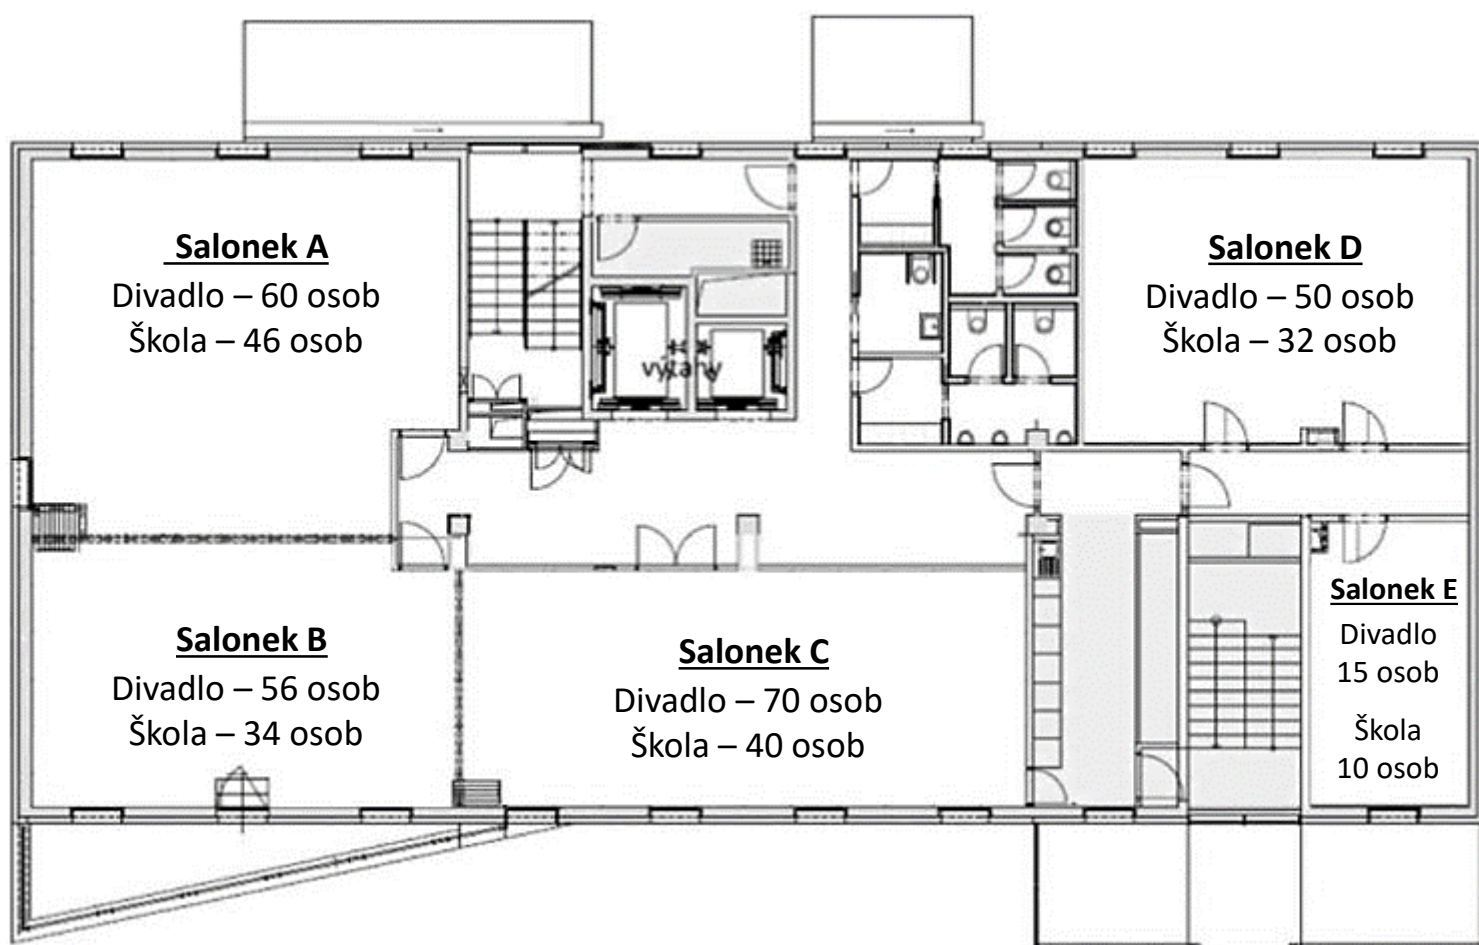 Salonek A
Divadlo – 60 osob
Škola – 46 osob
výtahy
Salonek D
Divadlo – 50 osob
Škola – 32 osob
Salonek B
Divadlo – 56 osob
Škola – 34 osob
Salonek C
Divadlo – 70 osob
Škola – 40 osob
Salonek E
Divadlo
15 osob
Škola
10 osob